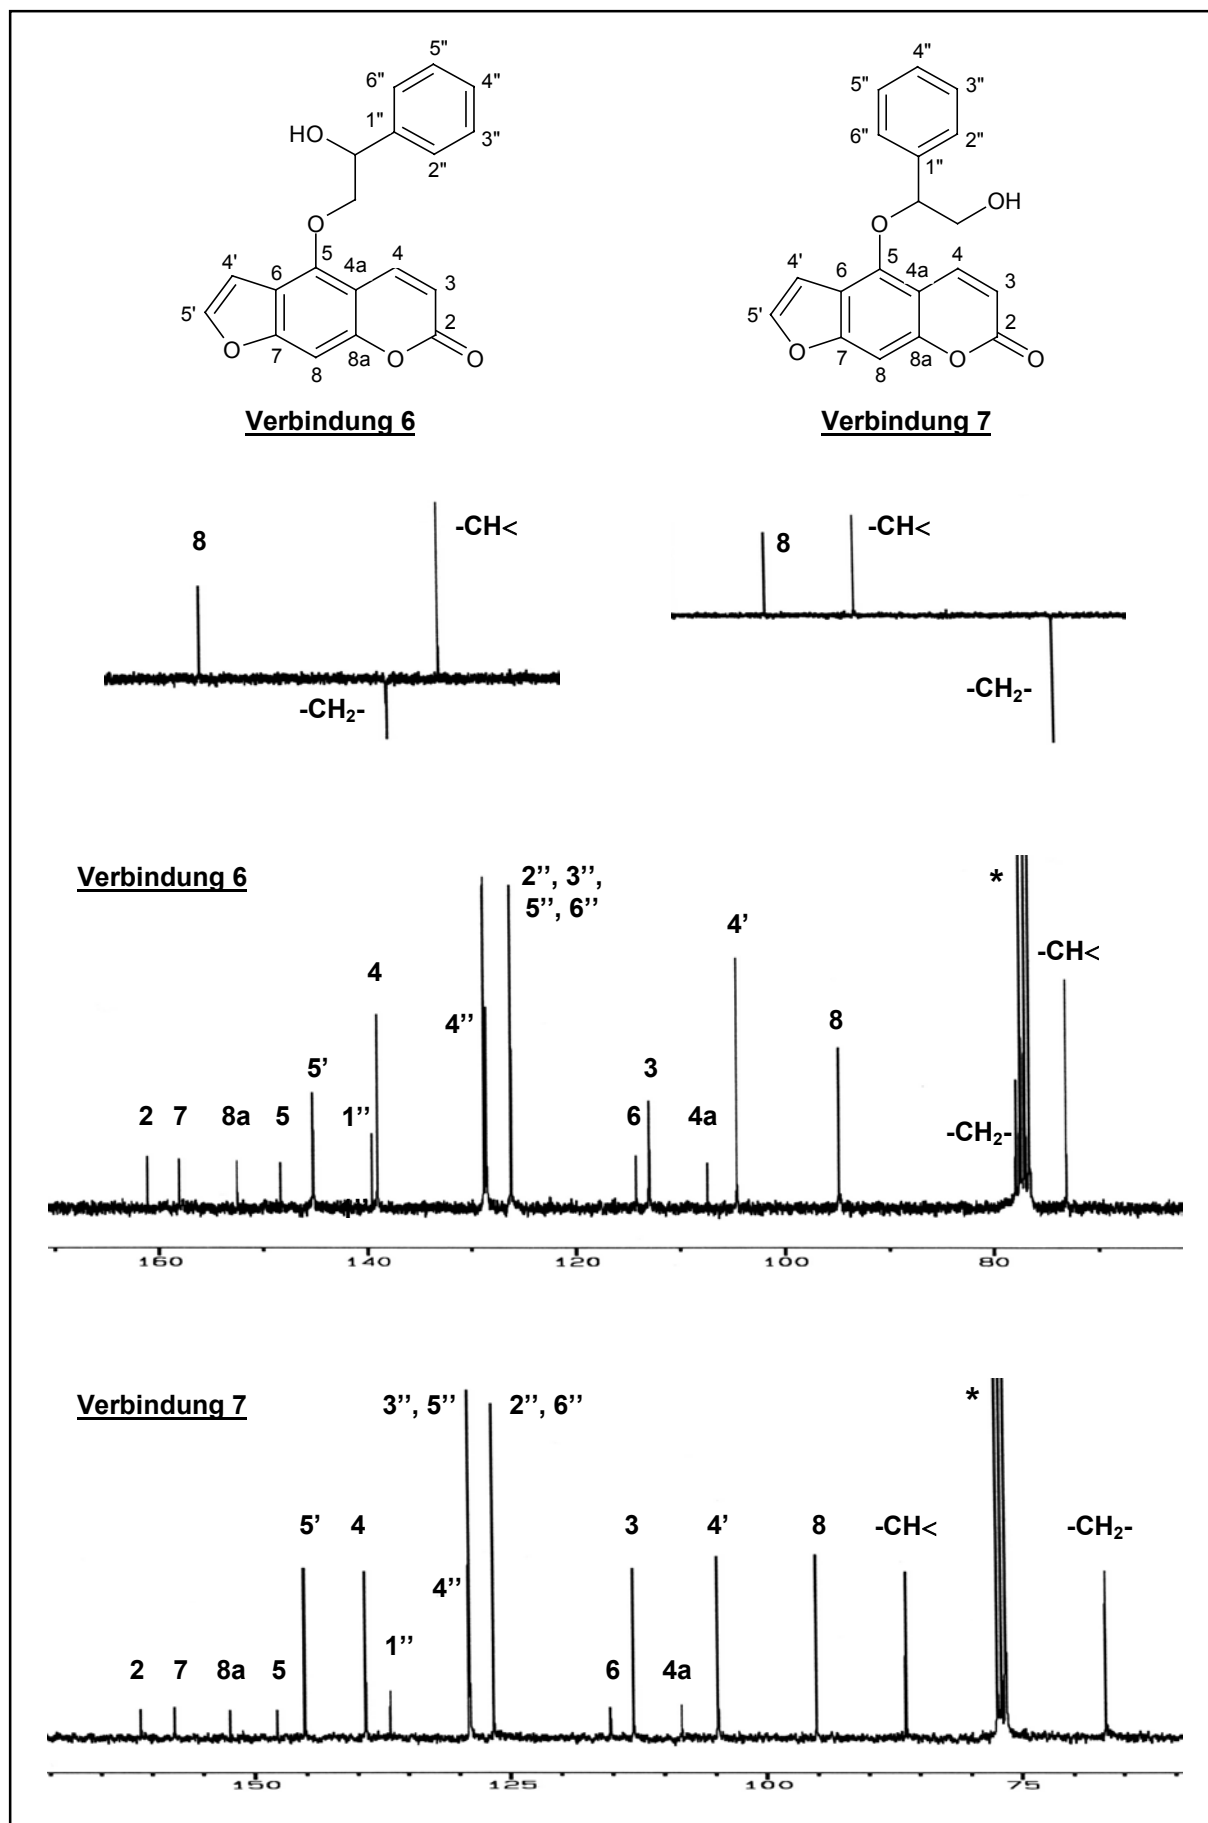 5"
6"
4"
1"
HO
3"
2"
O
5
4
4'
6
4a
3
5'
2
O
7
8a
O
O
8
Verbindung 6
4"
5"
3"
6"
2"
1"
OH
O
5
4
4'
6
4a
3
5'
2
O
7
8a
O
O
8
Verbindung 7
8
-CH<
-CH2-
8
-CH<
-CH2-
Verbindung 6
2'', 3'',
5'', 6''
*
4'
-CH<
4
4''
8
5'
3
2
7
8a
5
1''
6
4a
-CH2-
160
140
120
100
80
Verbindung 7
3'', 5''
2'', 6''
*
5'
4
3
4'
8
-CH<
-CH2-
4''
1''
2
7
8a
5
6
4a
150
125
100
75